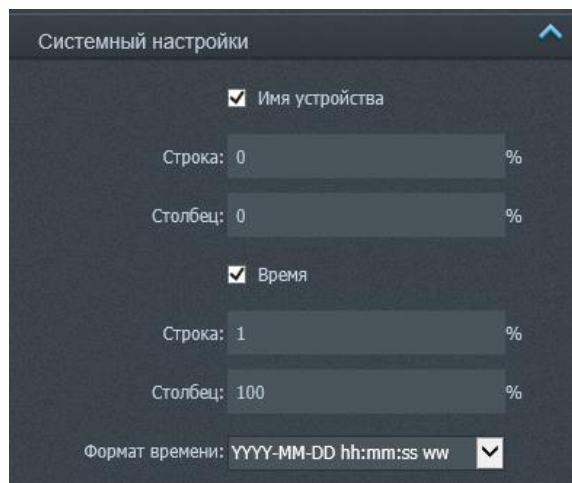 Системный настройки
Имя устройства
Строка: 0 %
Столбец: 0 %
Время
Строка: 1 %
Столбец: 100 %
Формат времени: YYYY-MM-DD hh:mm:ss ww